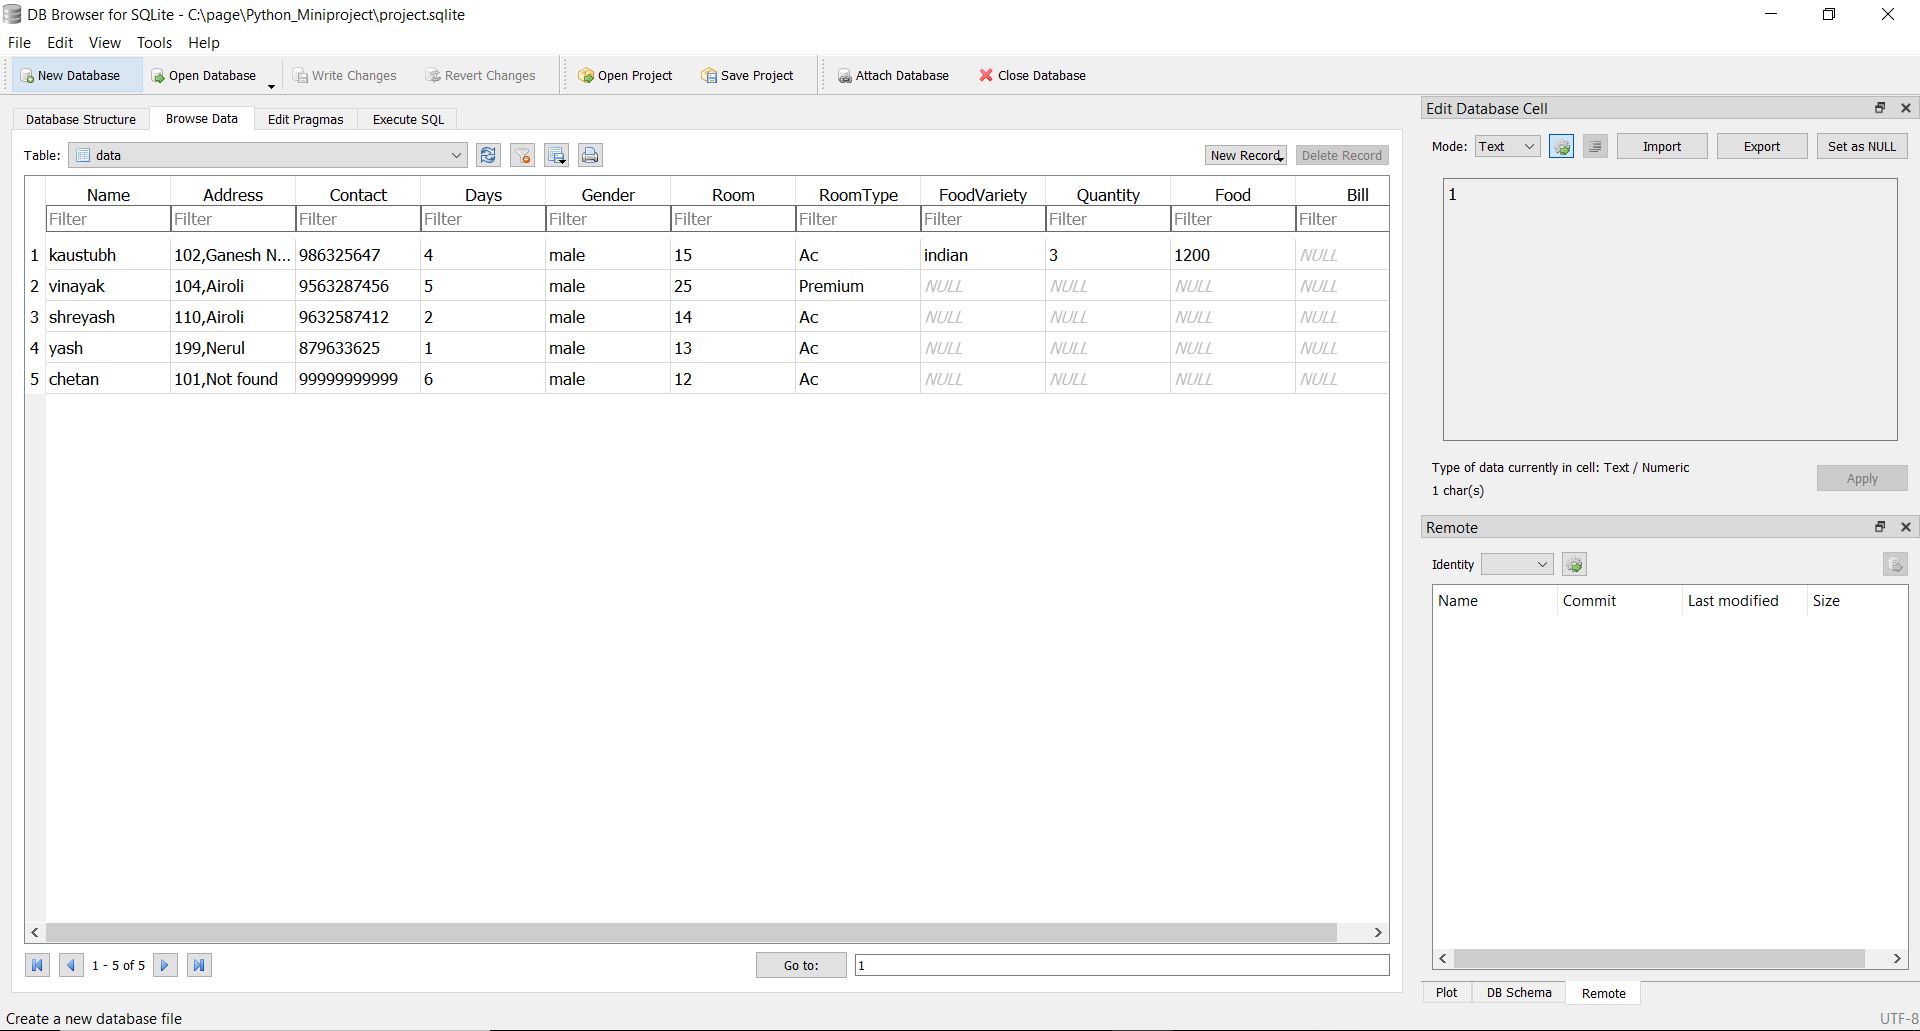 DB Browser for SQLite - C:\page\Python_Miniproject\project.sqlite
File Edit View Tools Help
New Database Open Database Write Changes Revert Changes Open Project Save Project Attach Database Close Database
Database Structure Browse Data Edit Pragmas Execute SQL
Table: data New Record Delete Record
Name Address Contact Days Gender Room RoomType FoodVariety Quantity Food Bill
Filter Filter Filter Filter Filter Filter Filter Filter Filter Filter Filter
1 kaustubh 102,Ganesh N... 986325647 4 male 15 Ac indian 3 1200 NULL
2 vinayak 104,Airoli 9563287456 5 male 25 Premium NULL NULL NULL NULL
3 shreyash 110,Airoli 9632587412 2 male 14 Ac NULL NULL NULL NULL
4 yash 199,Nerul 879633625 1 male 13 Ac NULL NULL NULL NULL
5 chetan 101,Not found 99999999999 6 male 12 Ac NULL NULL NULL NULL
1 - 5 of 5 Go to: 1
Edit Database Cell
Mode: Text Import Export Set as NULL
1
Type of data currently in cell: Text / Numeric
1 char(s)
Apply
Remote
Identity
Name Commit Last modified Size
Plot DB Schema Remote
Create a new database file UTF-8